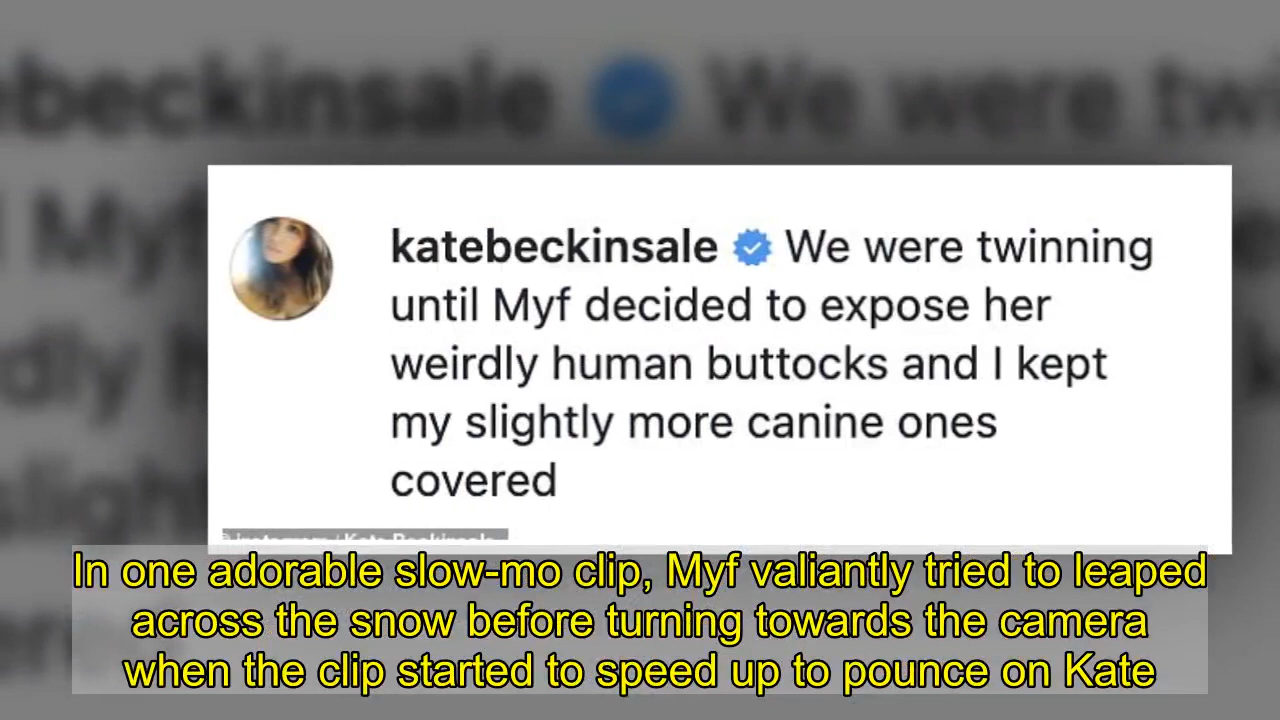 katebeckinsale We were twinning
until Myf decided to expose her
weirdly human buttocks and I kept
my slightly more canine ones
covered
In one adorable slow-mo clip, Myf valiantly tried to leaped
across the snow before turning towards the camera
when the clip started to speed up to pounce on Kate